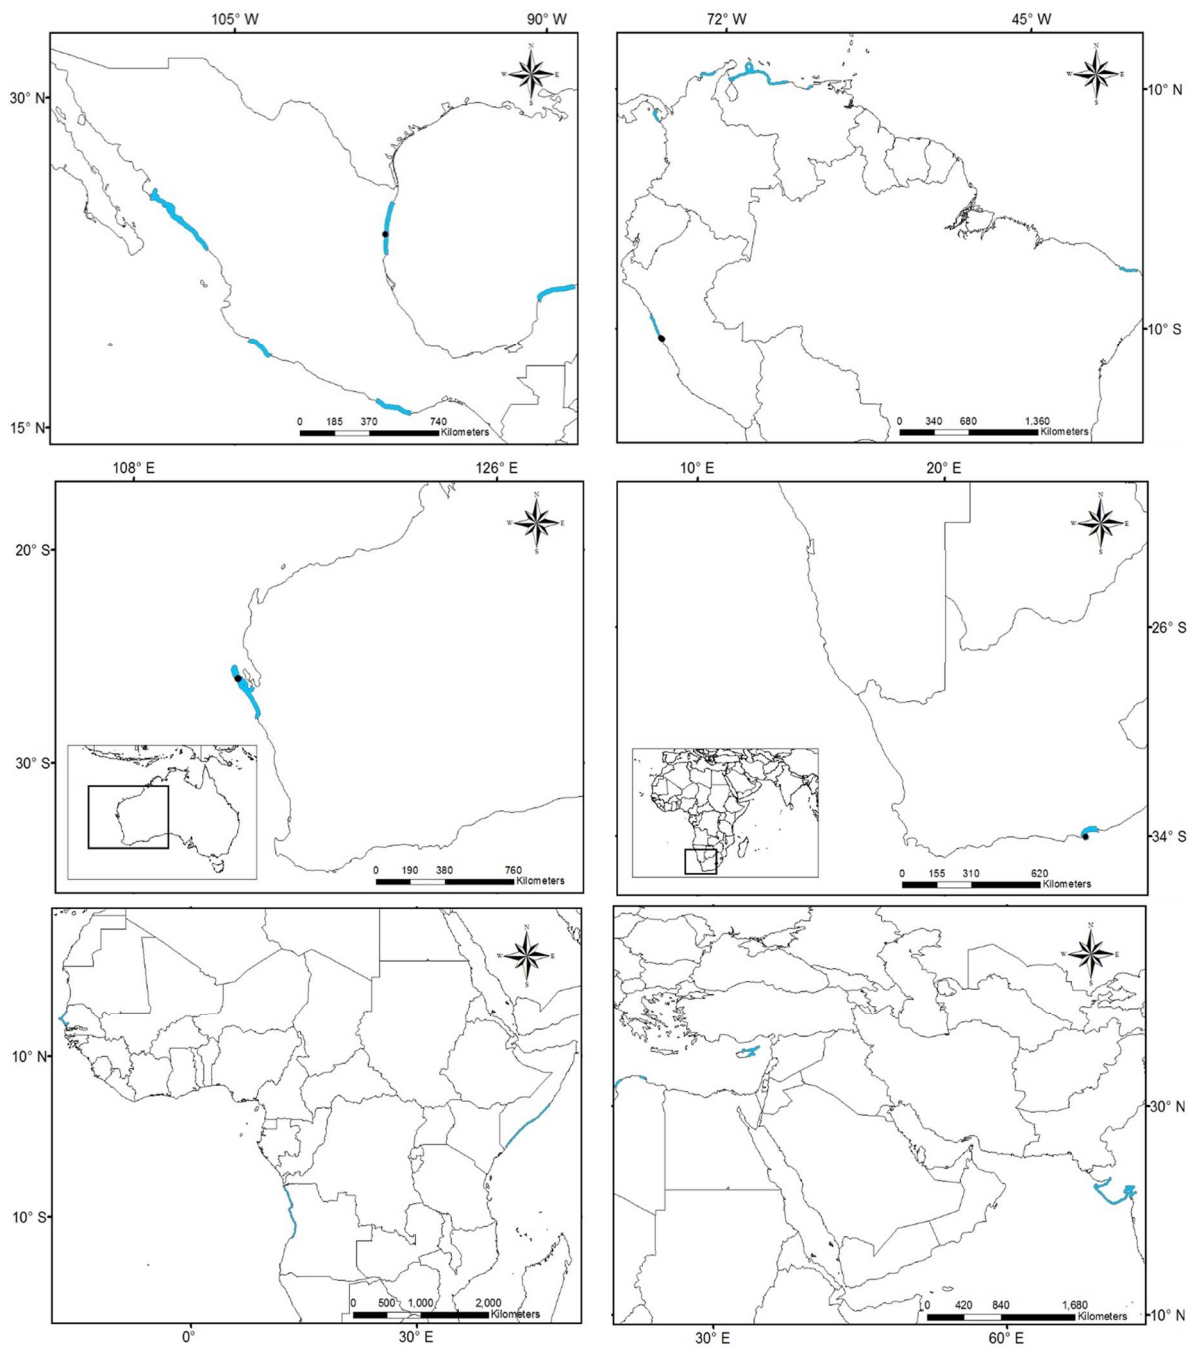 105° W 90° W
30° N
15° N
N
W E
S
0 185 370 740
Kilometers
72° W 45° W
10° N
10° S
N
W E
S
0 340 680 1,360
Kilometers
108° E 126° E
20° S
30° S
N
W E
S
0 190 380 760
Kilometers
10° E 20° E
26° S
34° S
N
W E
S
0 155 310 620
Kilometers
10° N
10° S
N
W E
S
0 500 1,000 2,000
Kilometers
0° 30° E
30° N
10° N
N
W E
S
0 420 840 1,680
Kilometers
30° E 60° E